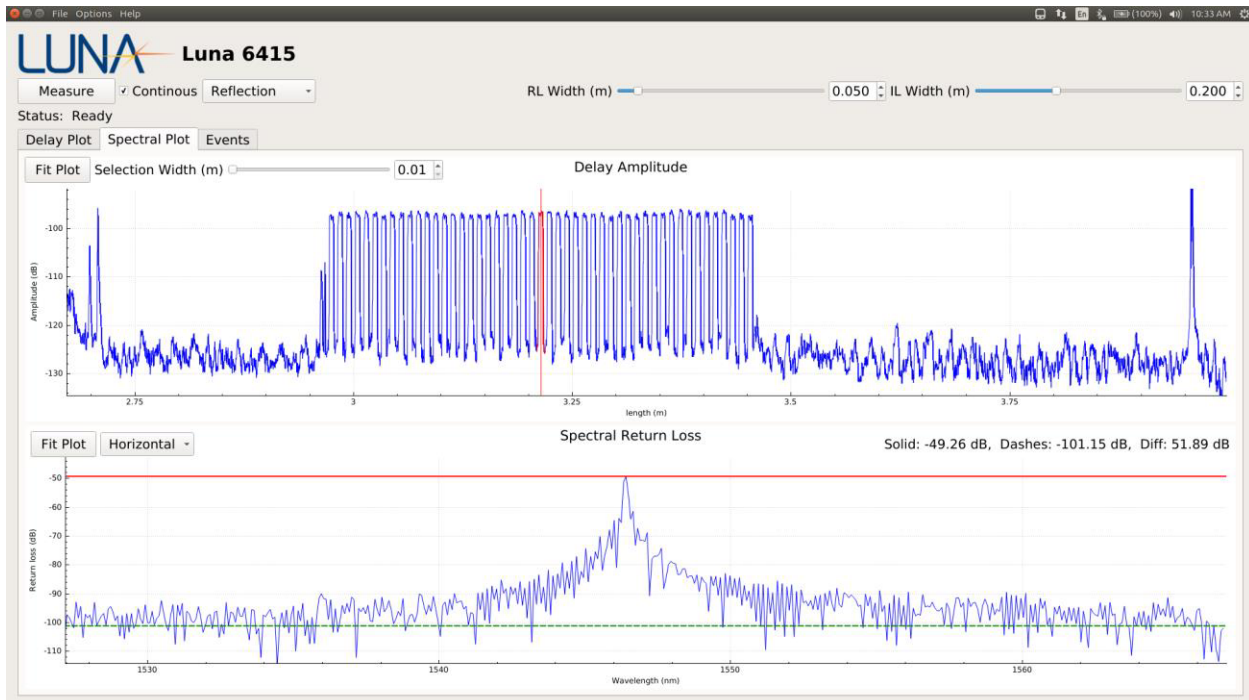 File Options Help
En (100%) 10:33 AM
LUNA Luna 6415
Measure Continous Reflection RL Width (m) 0.050 IL Width (m) 0.200
Status: Ready
Delay Plot Spectral Plot Events
Fit Plot Selection Width (m) 0.01 Delay Amplitude
-100
-110
-120
-130
Amplitude (dB)
2.75 3 3.25 3.5 3.75
length (m)
Fit Plot Horizontal Spectral Return Loss Solid: -49.26 dB, Dashes: -101.15 dB, Diff: 51.89 dB
-50
-60
-70
-80
-90
-100
-110
Return loss (dB)
1530 1540 1550 1560
Wavelength (nm)